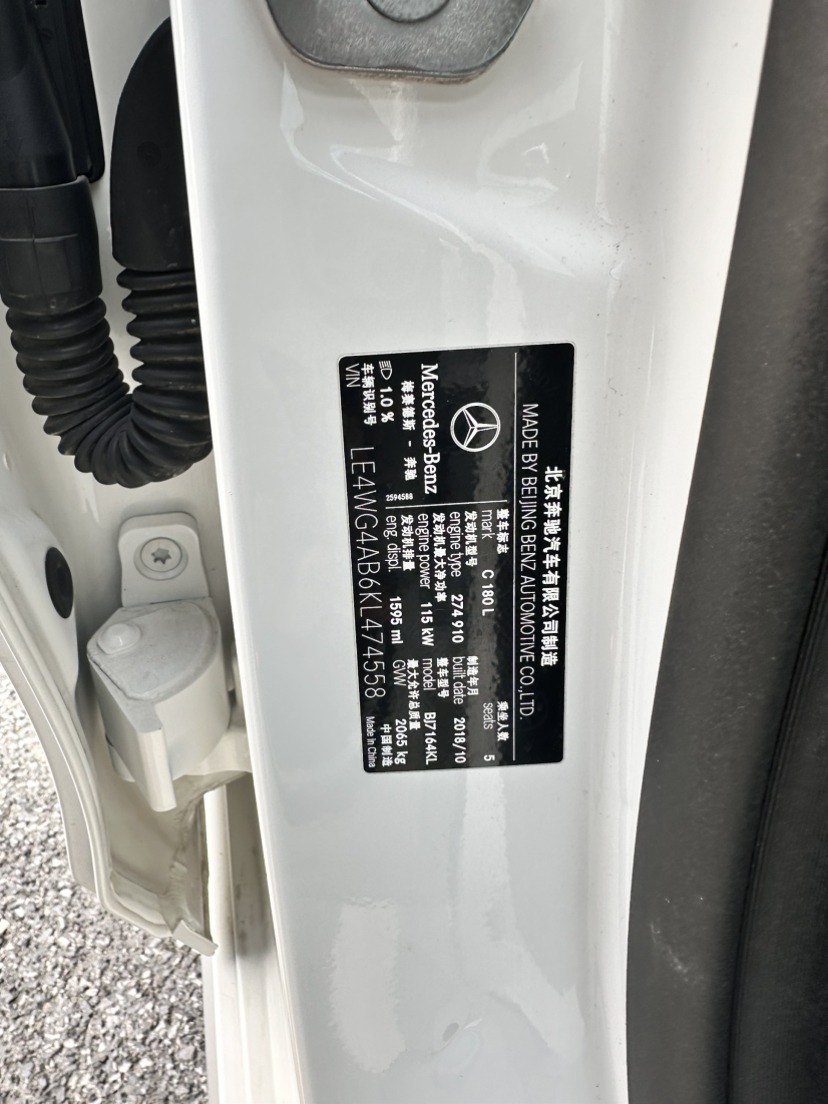 北京奔驰汽车有限公司制造
MADE BY BEIJING BENZ AUTOMOTIVE CO.,LTD.
整车标志 mark C 180 L 乘坐人数 seats 5
发动机型号 engine type 274 910 制造年月 built date 2018/10
发动机最大净功率 engine power 115 kW 整车型号 model BJ7164KL
发动机排量 eng. displ. 1595 ml 最大允许总质量 GVW 2065 kg
Mercedes-Benz
梅赛德斯 - 奔驰
2594588
1.0 %
中国制造
Made in China
车辆识别号
VIN LE4WG4AB6KL474558